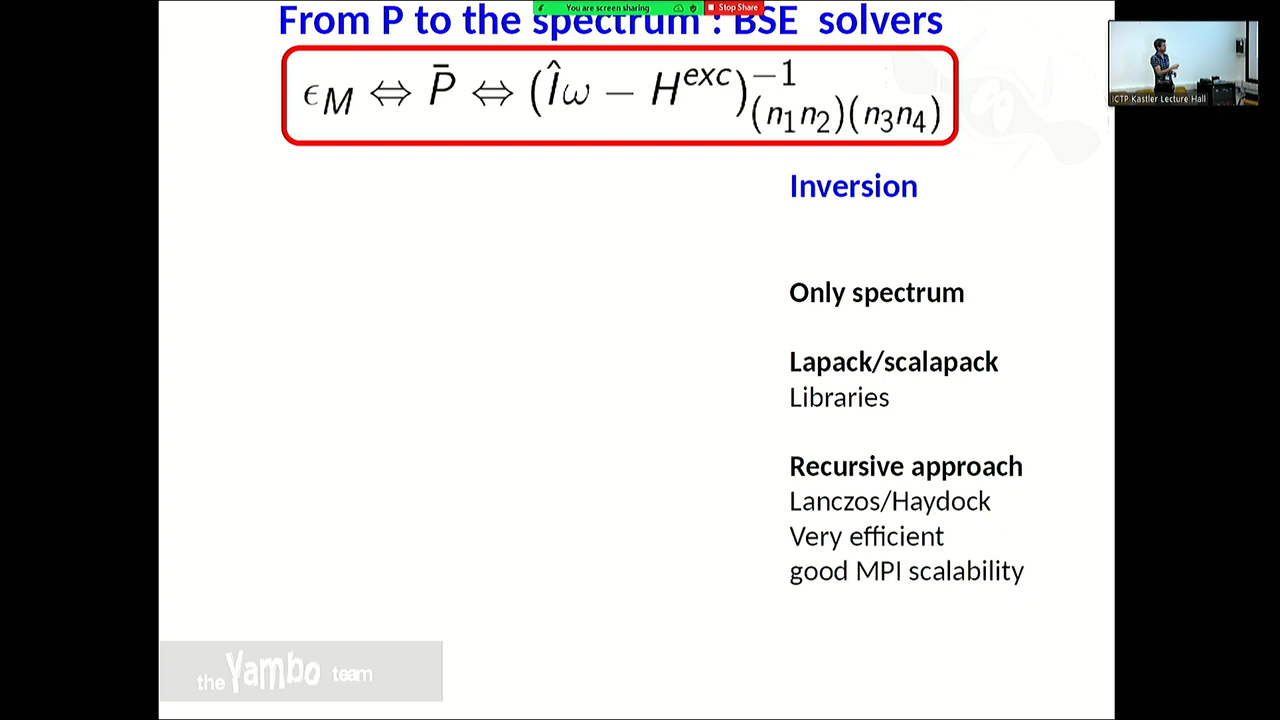 You are screen sharing
Stop Share
From P to the spectrum : BSE solvers
ϵ_M ⇔ P̄ ⇔ (Îω − H^{exc})^{−1}_{(n₁n₂)(n₃n₄)}
ICTP Kastler Lecture Hall
Inversion
Only spectrum
Lapack/scalapack
Libraries
Recursive approach
Lanczos/Haydock
Very efficient
good MPI scalability
the Yambo team